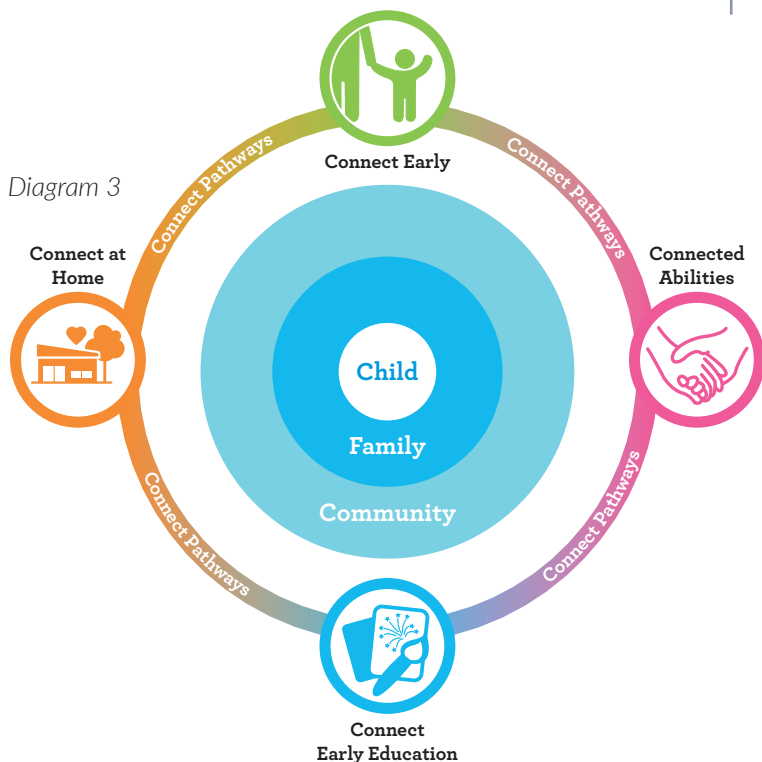 Connect Early
Connect Pathways
Connect Pathways
Diagram 3
Connect at
Home
Connected
Abilities
Child
Family
Community
Connect Pathways
Connect Pathways
Connect
Early Education